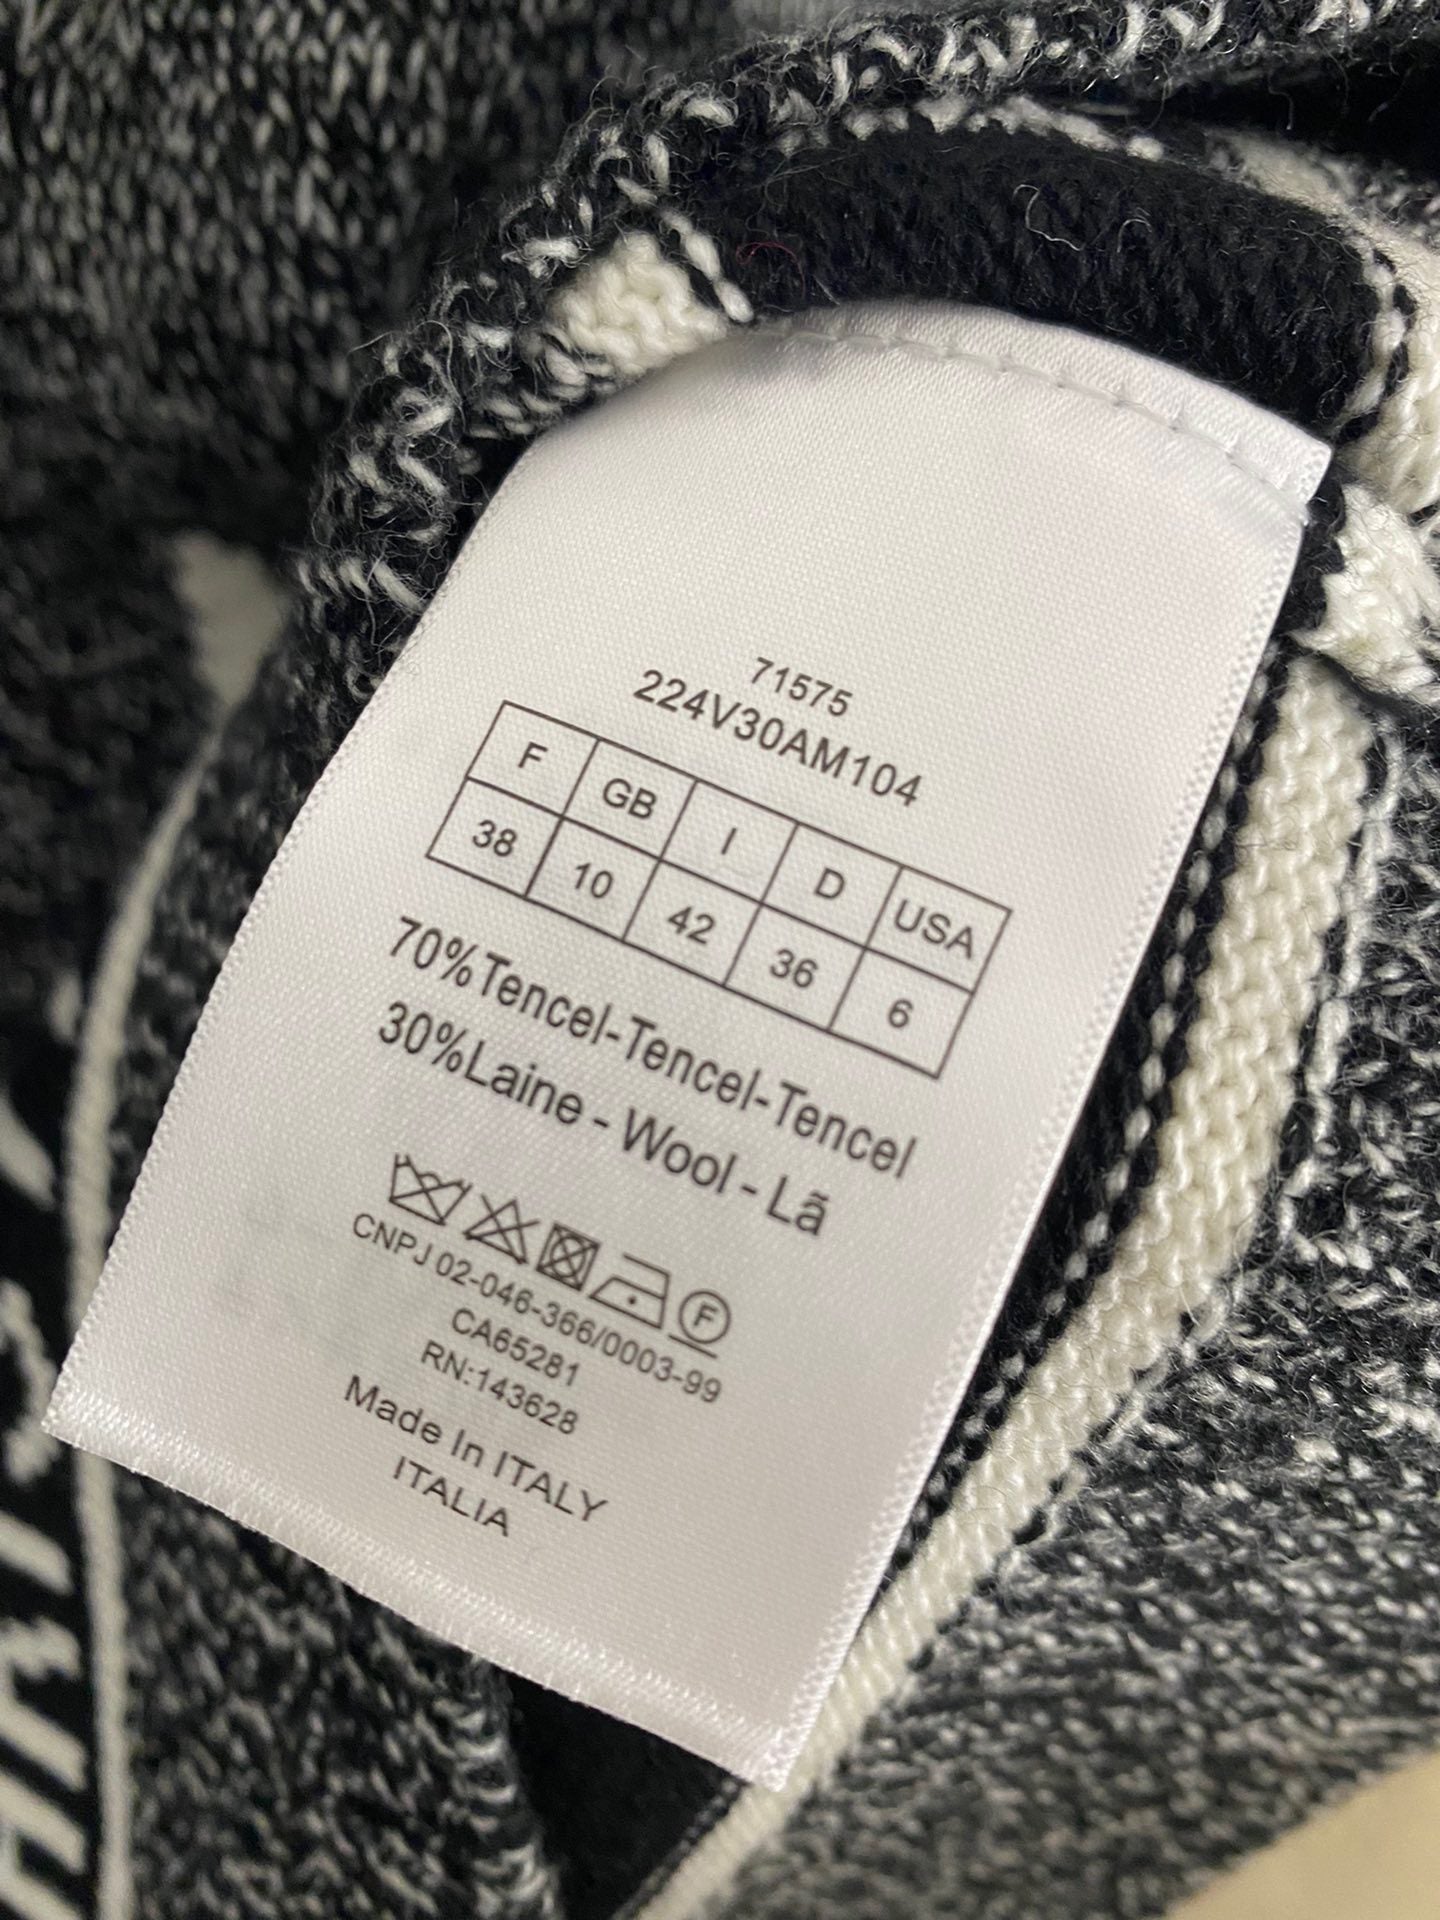 71575
224V30AM104
F GB I D USA
38 10 42 36 6
70%Tencel-Tencel-Tencel
30%Laine - Wool - Lã
F
CNPJ 02-046-366/0003-99
CA65281
RN:143628
Made In ITALY
ITALIA